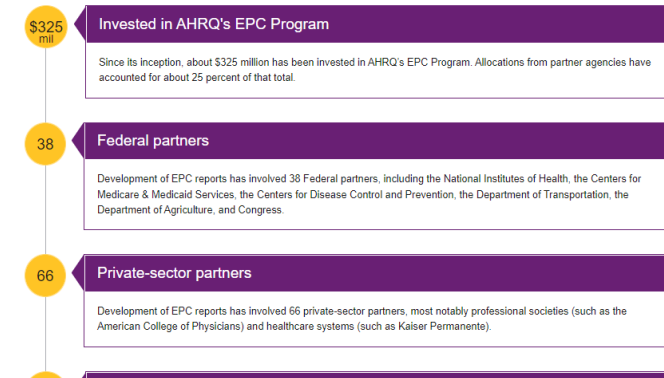 $325
mil
Invested in AHRQ's EPC Program
Since its inception, about $325 million has been invested in AHRQ's EPC Program. Allocations from partner agencies have
accounted for about 25 percent of that total.
38
Federal partners
Development of EPC reports has involved 38 Federal partners, including the National Institutes of Health, the Centers for
Medicare & Medicaid Services, the Centers for Disease Control and Prevention, the Department of Transportation, the
Department of Agriculture, and Congress.
66
Private-sector partners
Development of EPC reports has involved 66 private-sector partners, most notably professional societies (such as the
American College of Physicians) and healthcare systems (such as Kaiser Permanente).